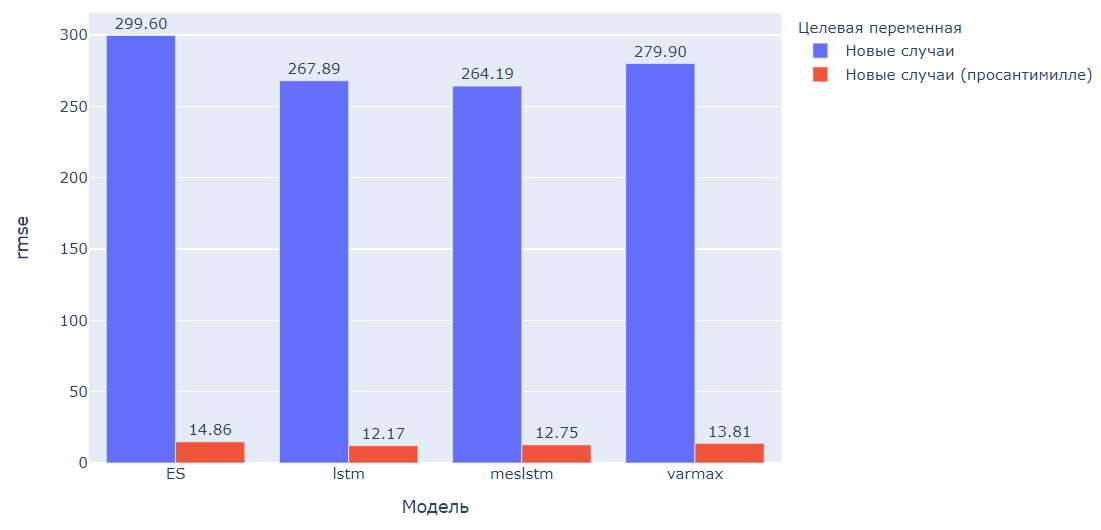 299.60
267.89
264.19
279.90
14.86
12.17
12.75
13.81
300
250
200
150
100
50
0
rmse
ES
lstm
meslstm
varmax
Модель
Целевая переменная
Новые случаи
Новые случаи (просантимилле)